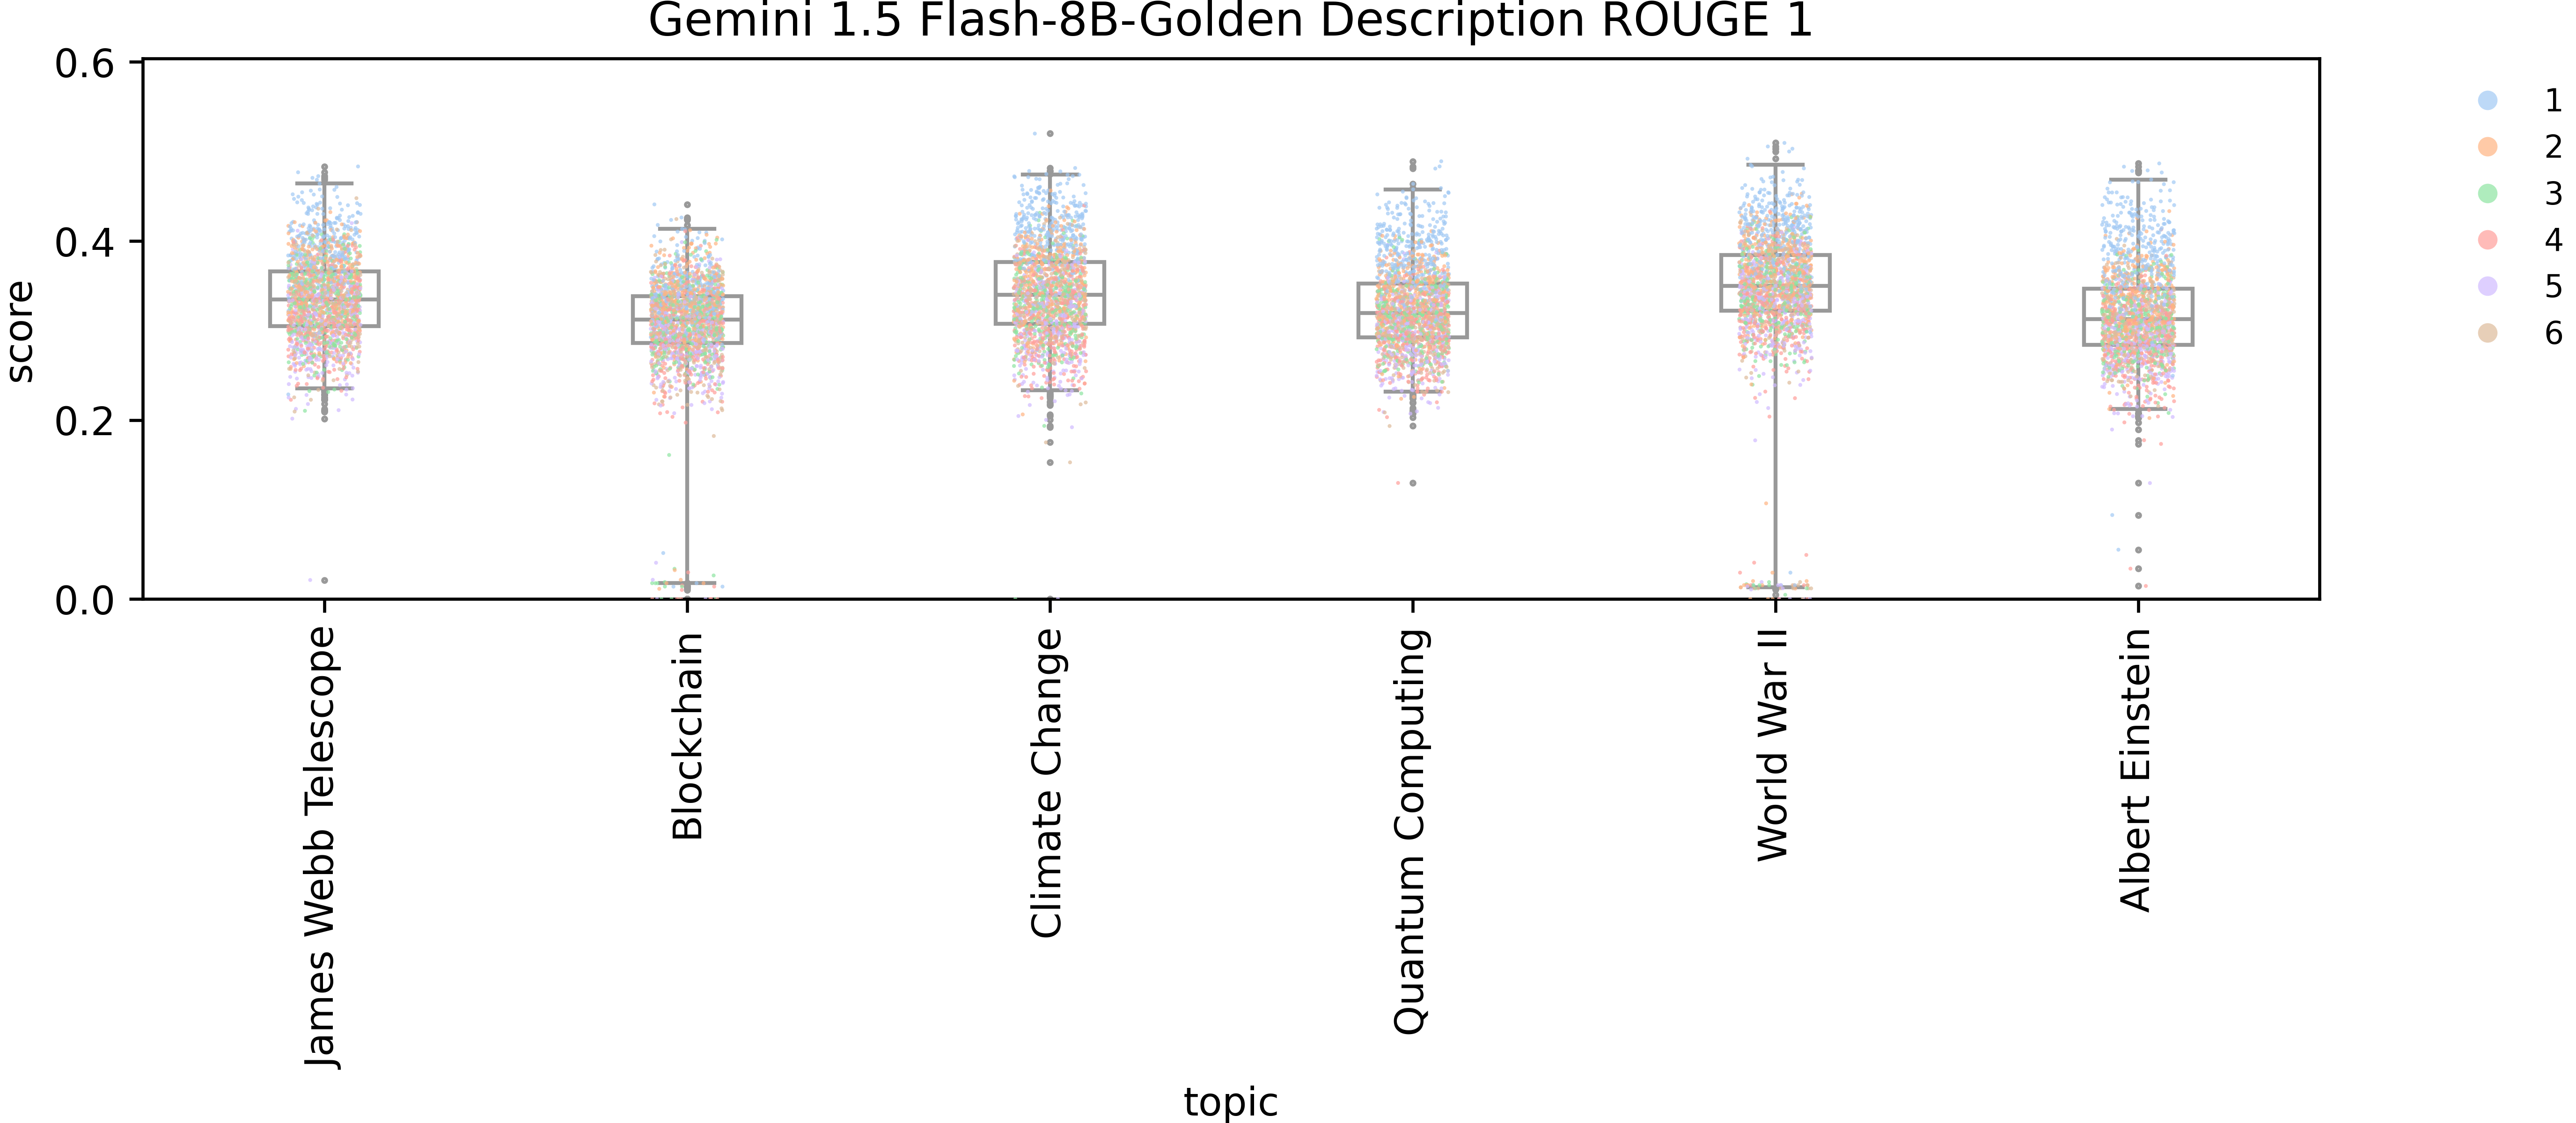 Gemini 1.5 Flash-8B-Golden Description ROUGE 1
0.6
0.4
0.2
0.0
score
1
2
3
4
5
6
James Webb Telescope
Blockchain
Climate Change
Quantum Computing
World War II
Albert Einstein
topic